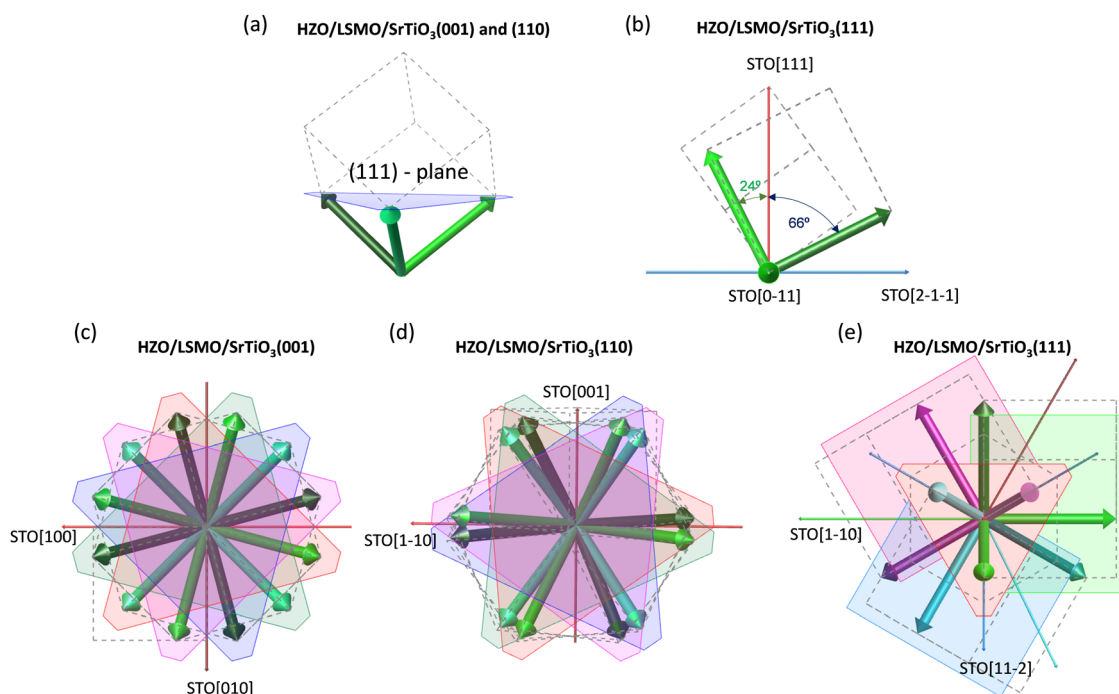 (a)
HZO/LSMO/SrTiO₃(001) and (110)
(111) - plane
(b)
HZO/LSMO/SrTiO₃(111)
STO[111]
24º
66º
STO[0-11]
STO[2-1-1]
(c)
HZO/LSMO/SrTiO₃(001)
STO[100]
STO[010]
(d)
HZO/LSMO/SrTiO₃(110)
STO[001]
STO[1-10]
(e)
HZO/LSMO/SrTiO₃(111)
STO[1-10]
STO[11-2]